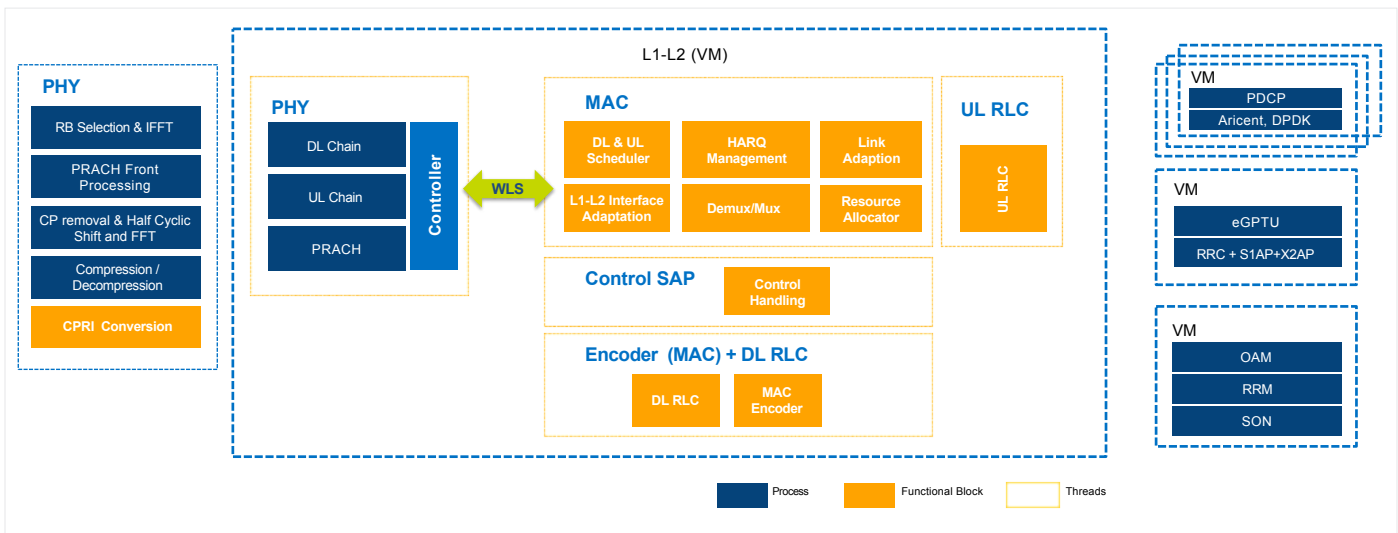 L1-L2 (VM)
PHY
RB Selection & IFFT
PRACH Front
Processing
CP removal & Half Cyclic
Shift and FFT
Compression /
Decompression
CPRI Conversion
PHY
DL Chain
UL Chain
PRACH
Controller
WLS
MAC
DL & UL
Scheduler
HARQ
Management
Link
Adaption
L1-L2 Interface
Adaptation
Demux/Mux
Resource
Allocator
UL RLC
UL RLC
Control SAP
Control
Handling
Encoder (MAC) + DL RLC
DL RLC
MAC
Encoder
VM
PDCP
Aricent, DPDK
VM
eGPTU
RRC + S1AP+X2AP
VM
OAM
RRM
SON
Process
Functional Block
Threads